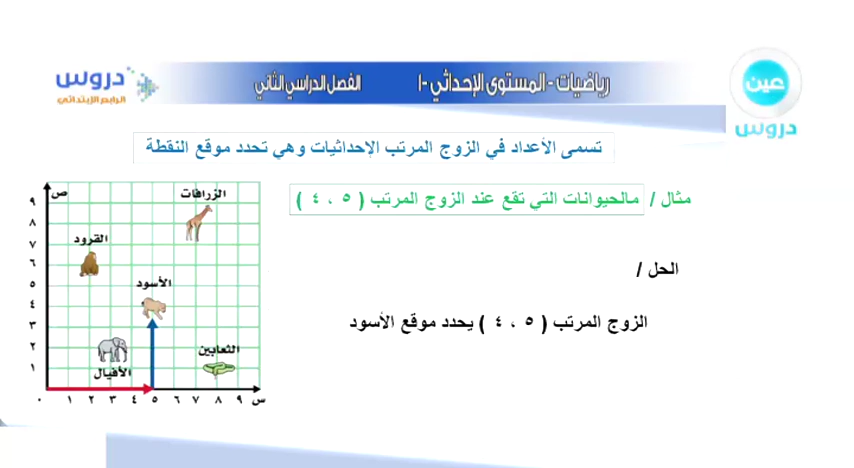 دروس
الرابع الإبتدائي
الفصل الدراسي الثاني
رياضيات - المستوى الإحداثي -١
عين
دروس
تسمى الأعداد في الزوج المرتب الإحداثيات وهي تحدد موقع النقطة
مثال / مالحيوانات التي تقع عند الزوج المرتب ( ٥ ، ٤ )
الحل /
الزوج المرتب ( ٥ ، ٤ ) يحدد موقع الأسود
ص
٩
٨
٧
٦
٥
٤
٣
٢
١
الزرافات
القرود
الأسود
الثعابين
الأفيال
٠ ١ ٢ ٣ ٤ ٥ ٦ ٧ ٨ ٩ س